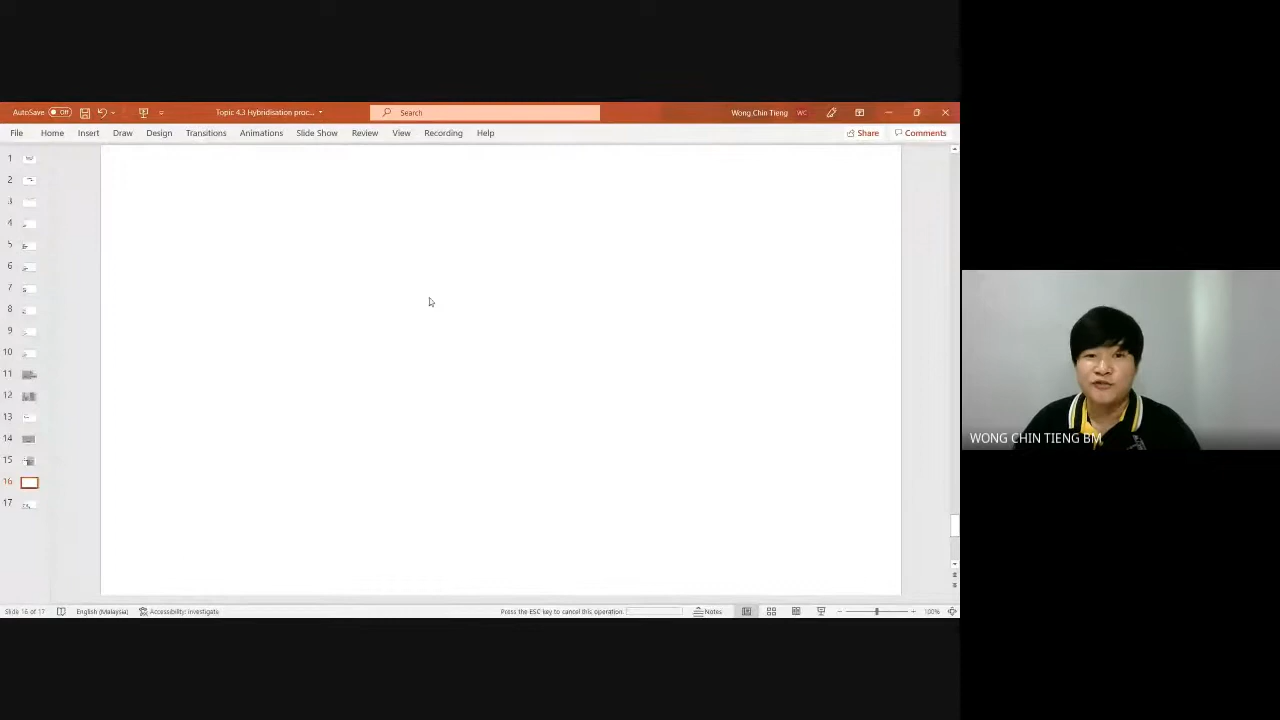 AutoSave Off
Topic 4.3 Hybridisation proc...
Search
Wong Chin Tieng WC
File Home Insert Draw Design Transitions Animations Slide Show Review View Recording Help
Share Comments
1
2
3
4
5
6
7
8
9
10
11
12
13
14
15
16
17
WONG CHIN TIENG BM
Slide 16 of 17 English (Malaysia) Accessibility: Investigate Press the ESC key to cancel this operation. Notes 100%